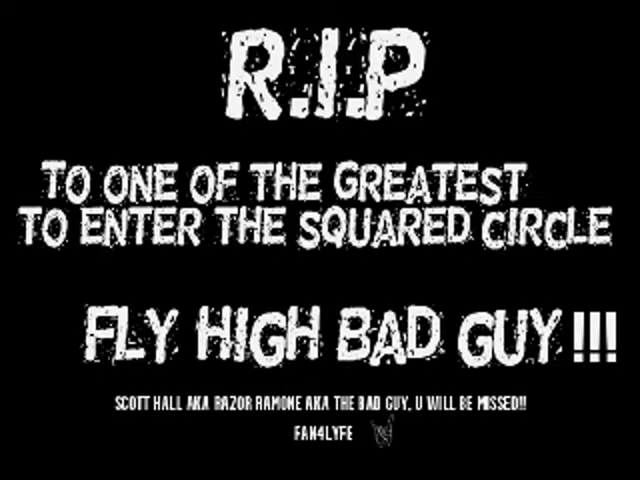 R.I.P
TO ONE OF THE GREATEST
TO ENTER THE SQUARED CIRCLE
FLY HIGH BAD GUY !!!
SCOTT HALL AKA RAZOR RAMONE AKA THE BAD GUY, U WILL BE MISSED!!
FAN4LYFE